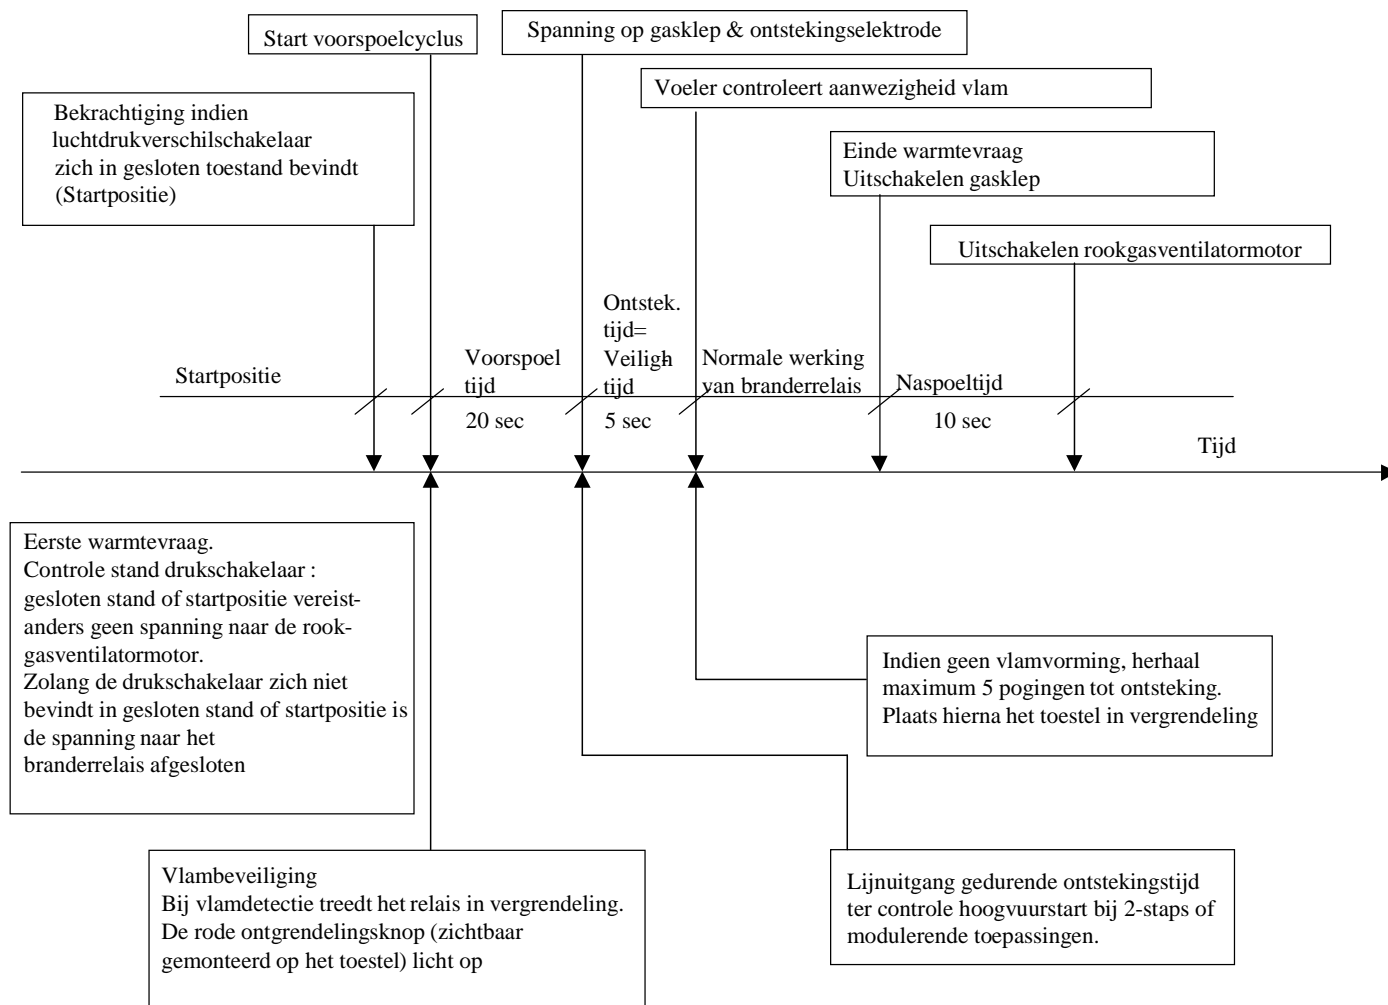 Start voorspoelcyclus
Spanning op gasklep & ontstekingselektrode
Voeler controleert aanwezigheid vlam
Bekrachtiging indien
luchtdrukverschilschakelaar
zich in gesloten toestand bevindt
(Startpositie)
Einde warmtevraag
Uitschakelen gasklep
Uitschakelen rookgasventilatormotor
Startpositie
Voorspoel
tijd
20 sec
Ontstek.
tijd=
Veiligh-
tijd
5 sec
Normale werking
van branderrelais
Naspoeltijd
10 sec
Tijd
Eerste warmtevraag.
Controle stand drukschakelaar :
gesloten stand of startpositie vereist-
anders geen spanning naar de rook-
gasventilatormotor.
Zolang de drukschakelaar zich niet
bevindt in gesloten stand of startpositie is
de spanning naar het
branderrelais afgesloten
Indien geen vlamvorming, herhaal
maximum 5 pogingen tot ontsteking.
Plaats hierna het toestel in vergrendeling
Vlambeveiliging
Bij vlamdetectie treedt het relais in vergrendeling.
De rode ontgrendelingsknop (zichtbaar
gemonteerd op het toestel) licht op
Lijnuitgang gedurende ontstekingstijd
ter controle hoogvuurstart bij 2-staps of
modulerende toepassingen.